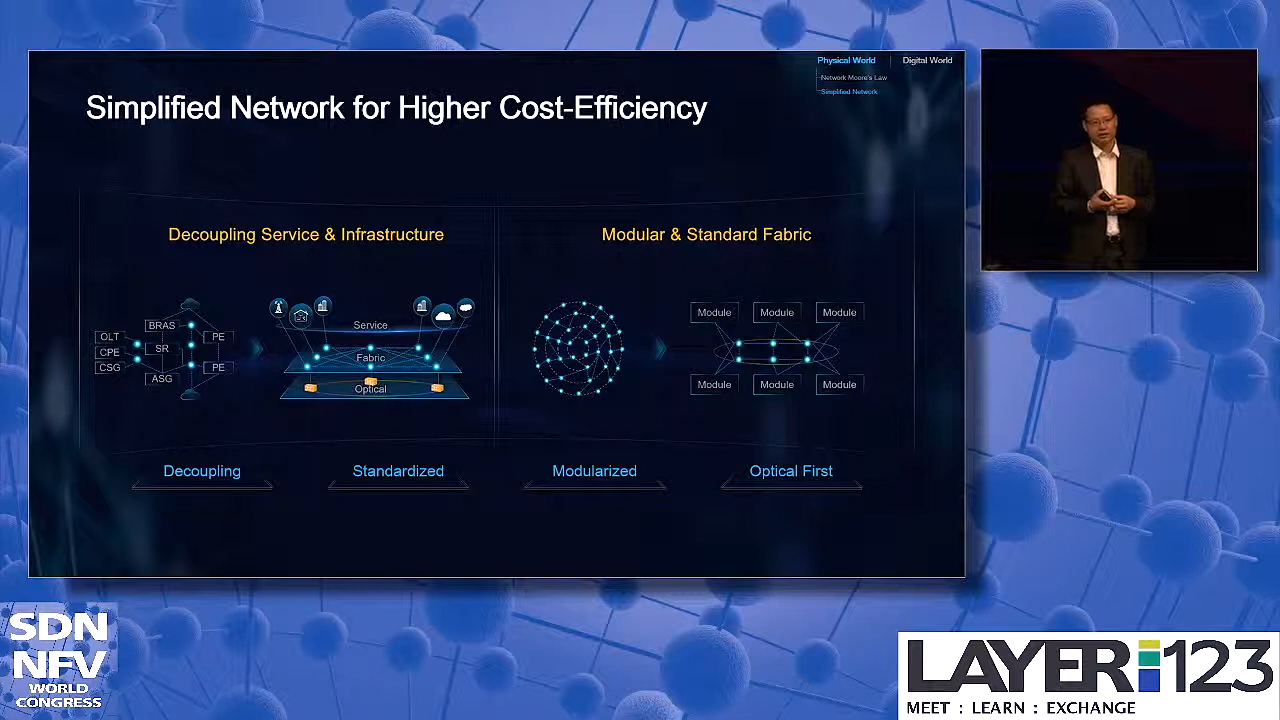 Physical World
Digital World
Network Moore's Law
Simplified Network
Simplified Network for Higher Cost-Efficiency
Decoupling Service & Infrastructure
Modular & Standard Fabric
OLT
CPE
CSG
BRAS
SR
ASG
PE
PE
Service
Fabric
Optical
Module
Module
Module
Module
Module
Module
Decoupling
Standardized
Modularized
Optical First
SDN
NFV
WORLD
CONGRESS
LAYER123
MEET : LEARN : EXCHANGE